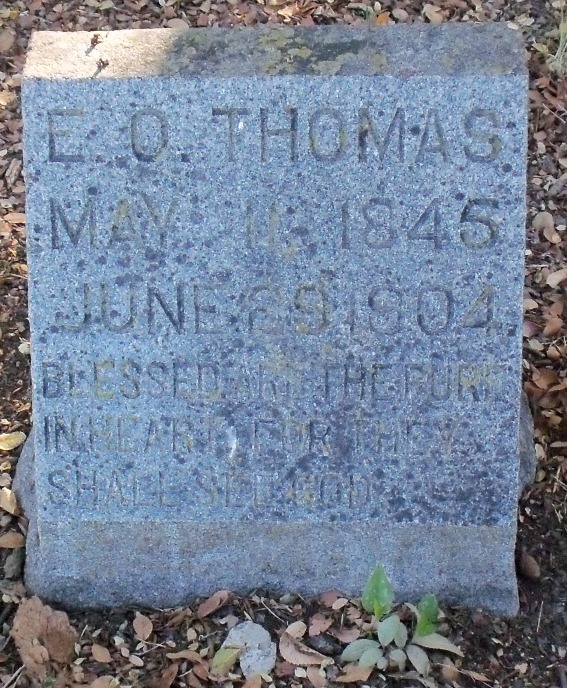 E. O. THOMAS
MAY 11, 1845
JUNE 29 1904
BLESSED ARE THE PURE
IN HEART, FOR THEY
SHALL SEE GOD